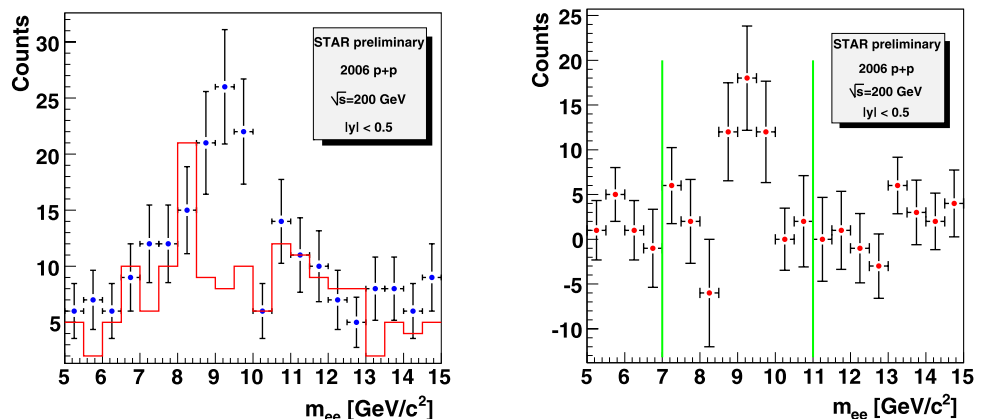 Counts
30
25
20
15
10
5
STAR preliminary
2006 p+p
√s=200 GeV
|y| < 0.5
5 6 7 8 9 10 11 12 13 14 15
m_ee [GeV/c²]
Counts
25
20
15
10
5
0
-5
-10
STAR preliminary
2006 p+p
√s=200 GeV
|y| < 0.5
5 6 7 8 9 10 11 12 13 14 15
m_ee [GeV/c²]